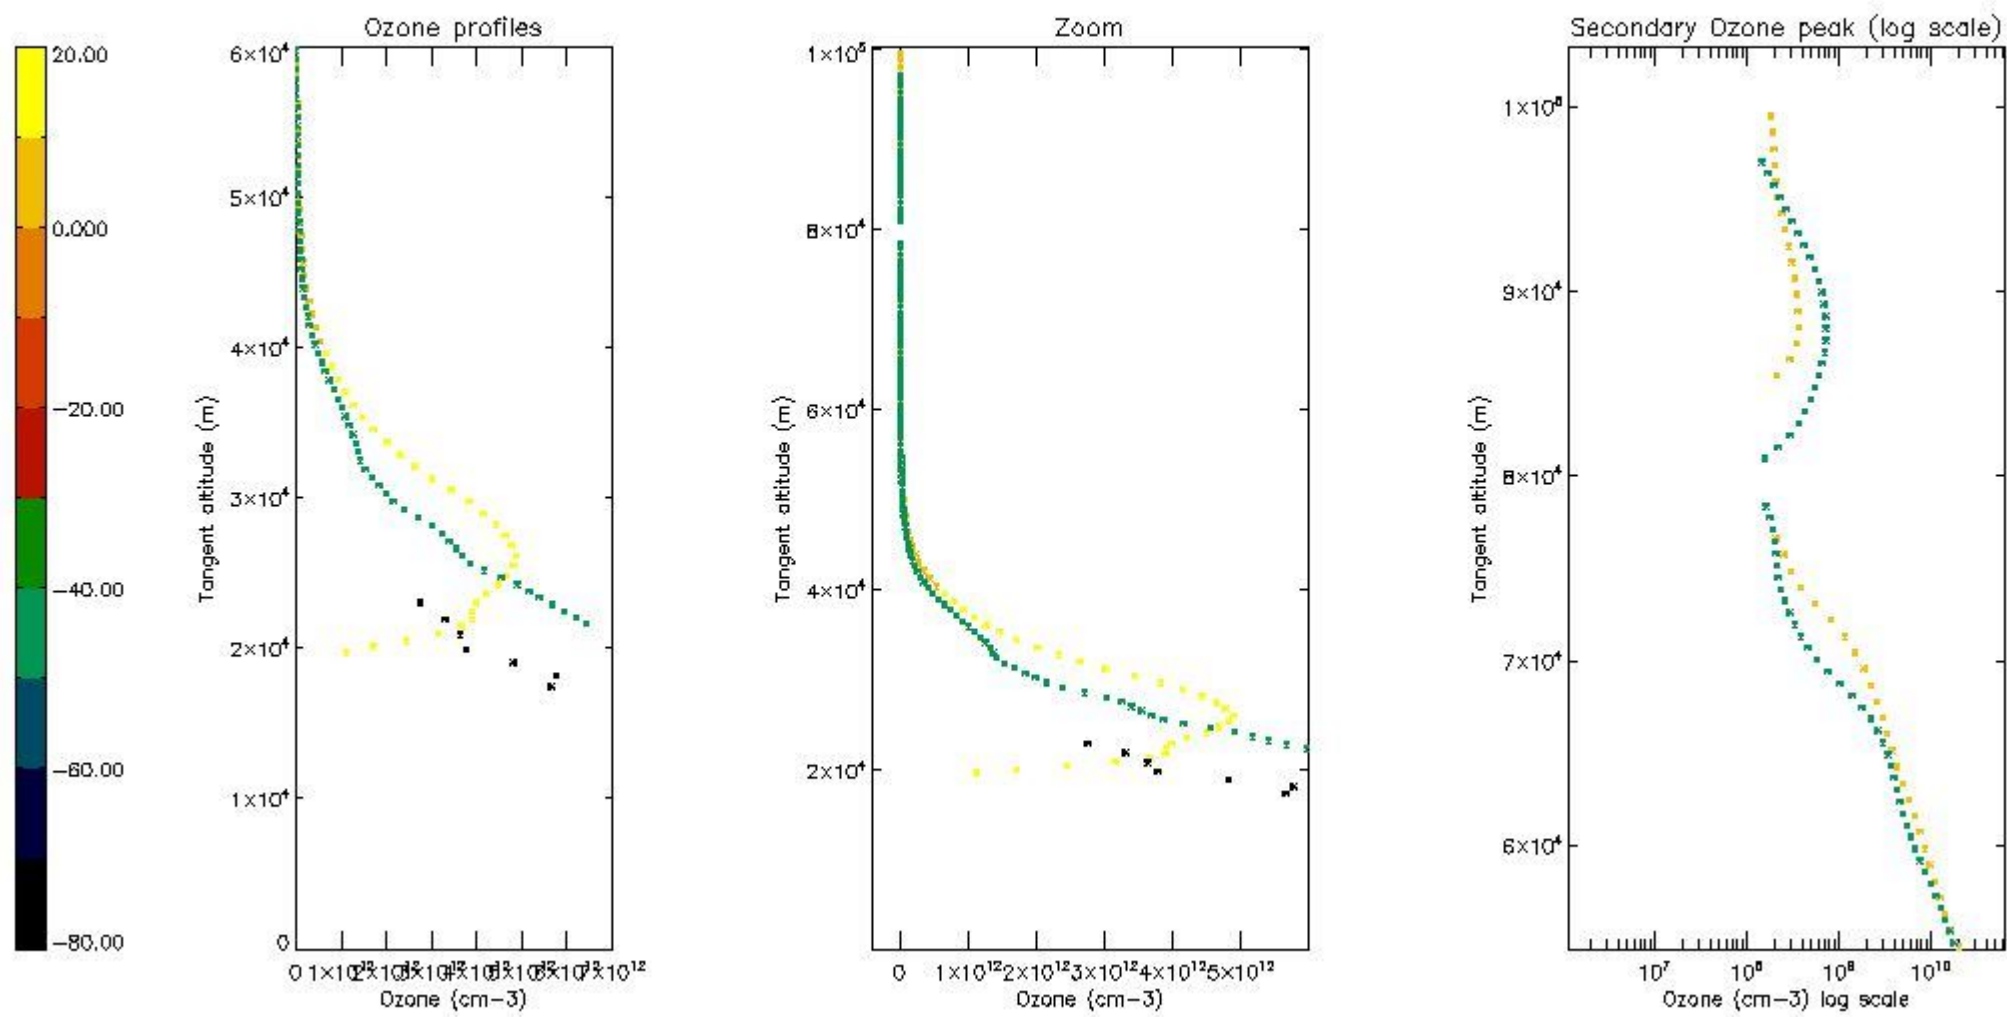 Ozone profiles
Zoom
Secondary Ozone peak (log scale)
20.00
0.000
−20.00
−40.00
−60.00
−80.00
6×10⁴
5×10⁴
4×10⁴
3×10⁴
2×10⁴
1×10⁴
0
Tangent altitude (m)
0
7×10¹²
Ozone (cm−3)
1×10⁵
8×10⁴
6×10⁴
4×10⁴
2×10⁴
Tangent altitude (m)
0 1×10¹² 2×10¹² 3×10¹² 4×10¹² 5×10¹²
Ozone (cm−3)
1×10⁵
9×10⁴
8×10⁴
7×10⁴
6×10⁴
Tangent altitude (m)
10⁷ 10⁸ 10⁹ 10¹⁰
Ozone (cm−3) log scale